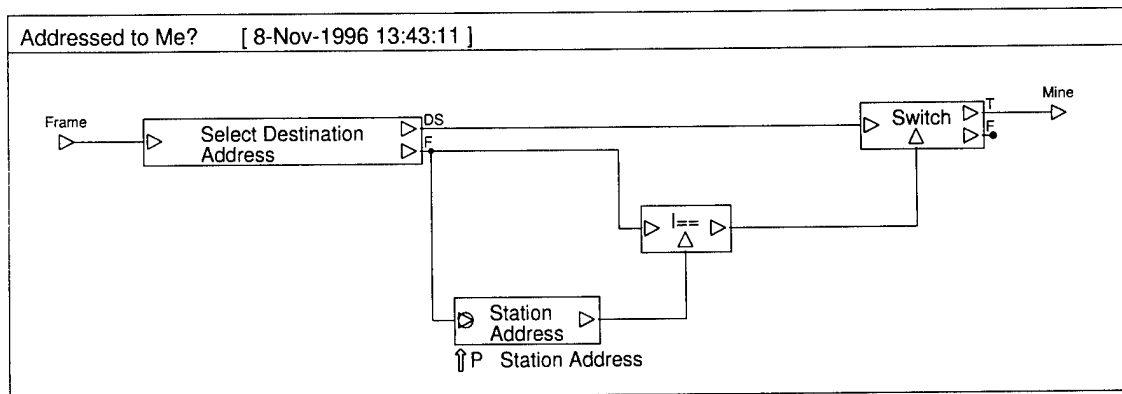 Addressed to Me? [ 8-Nov-1996 13:43:11 ]
Frame
Select Destination
Address
DS
F
Switch
T
F
Mine
I==
Station
Address
P Station Address